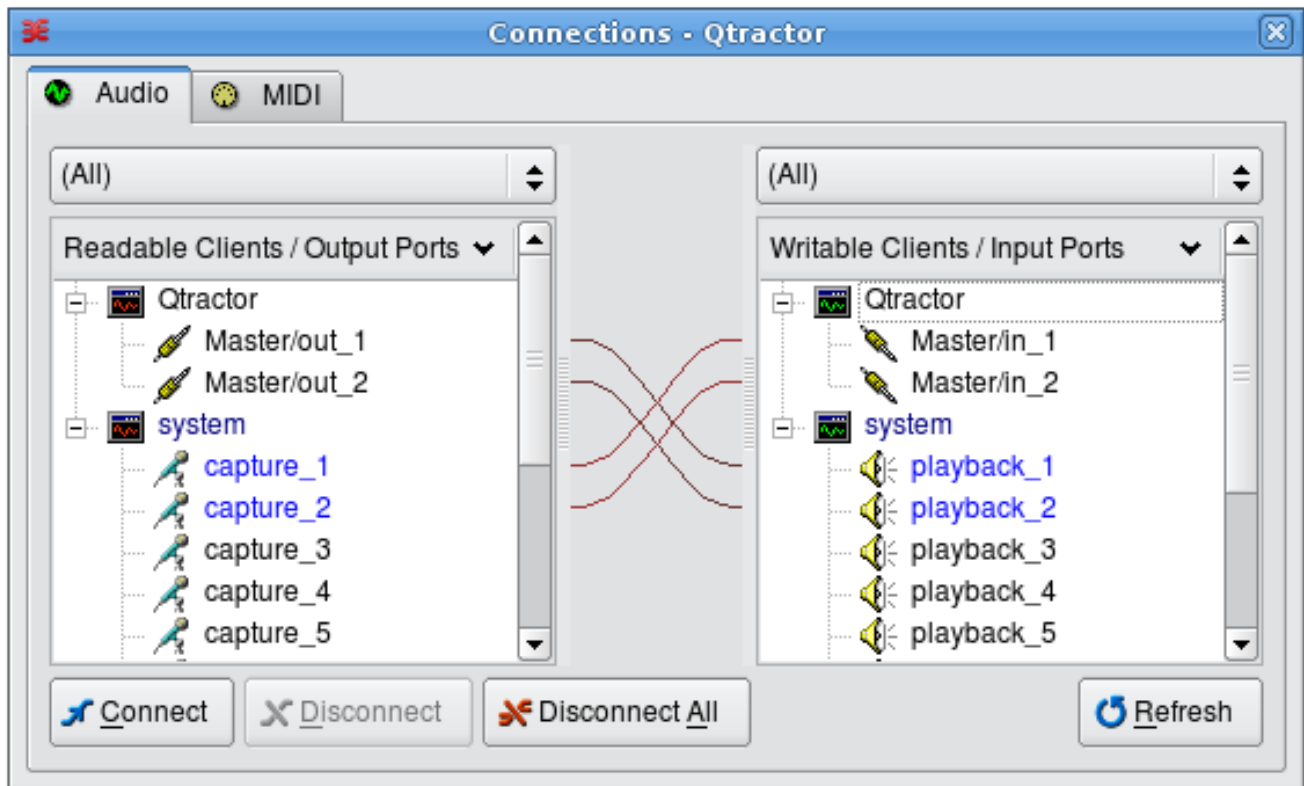 Connections - Qtractor
Audio
MIDI
(All)
(All)
Readable Clients / Output Ports
Qtractor
Master/out_1
Master/out_2
system
capture_1
capture_2
capture_3
capture_4
capture_5
Writable Clients / Input Ports
Qtractor
Master/in_1
Master/in_2
system
playback_1
playback_2
playback_3
playback_4
playback_5
Connect
Disconnect
Disconnect All
Refresh